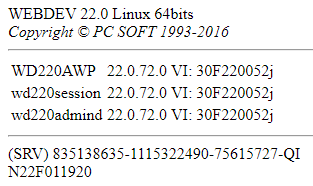 WEBDEV 22.0 Linux 64bits
Copyright © PC SOFT 1993-2016
WD220AWP 22.0.72.0 VI: 30F220052j
wd220session 22.0.72.0 VI: 30F220052j
wd220admind 22.0.72.0 VI: 30F220052j
(SRV) 835138635-1115322490-75615727-QI
N22F011920